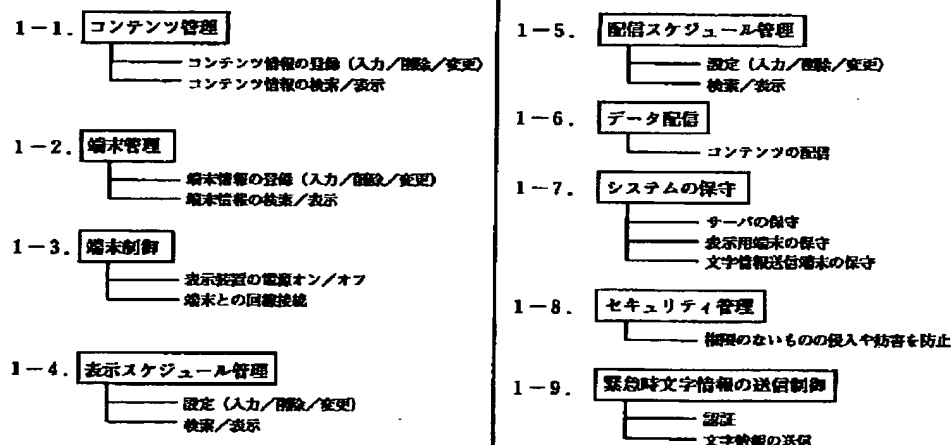 1－1. コンテンツ管理
コンテンツ情報の登録（入力／削除／変更）
コンテンツ情報の検索／表示
1－2. 端末管理
端末情報の登録（入力／削除／変更）
端末情報の検索／表示
1－3. 端末制御
表示装置の電源オン／オフ
端末との回線接続
1－4. 表示スケジュール管理
設定（入力／削除／変更）
検索／表示
1－5. 配信スケジュール管理
設定（入力／削除／変更）
検索／表示
1－6. データ配信
コンテンツの配信
1－7. システムの保守
サーバの保守
表示用端末の保守
文字情報送信端末の保守
1－8. セキュリティ管理
権限のないものの侵入や妨害を防止
1－9. 緊急時文字情報の送信制御
認証
文字情報の送信